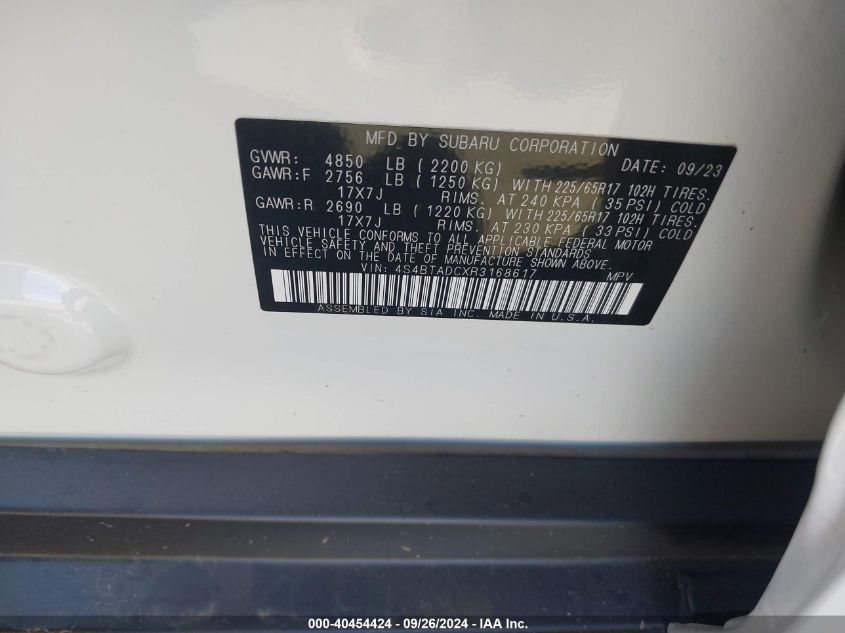 MFD BY SUBARU CORPORATION
GVWR: 4850 LB ( 2200 KG) DATE: 09/23
GAWR:F 2756 LB ( 1250 KG) WITH 225/65R17 102H TIRES.
17X7J RIMS. AT 240 KPA ( 35 PSI) COLD
GAWR:R 2690 LB ( 1220 KG) WITH 225/65R17 102H TIRES.
17X7J RIMS. AT 230 KPA ( 33 PSI) COLD
THIS VEHICLE CONFORMS TO ALL APPLICABLE FEDERAL MOTOR
VEHICLE SAFETY AND THEFT PREVENTION STANDARDS
IN EFFECT ON THE DATE OF MANUFACTURE SHOWN ABOVE.
VIN: 4S4BTADCXR3168617 MPV
ASSEMBLED BY SIA INC. MADE IN U.S.A.
000-40454424 - 09/26/2024 - IAA Inc.